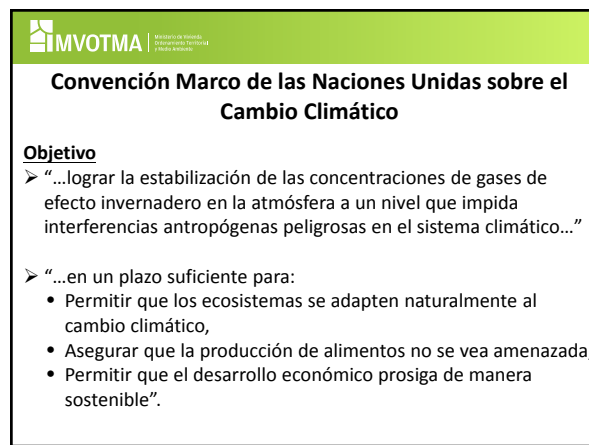 MVOTMA
Ministerio de Vivienda
Ordenamiento Territorial
y Medio Ambiente
Convención Marco de las Naciones Unidas sobre el
Cambio Climático
Objetivo
➢ “...lograr la estabilización de las concentraciones de gases de
efecto invernadero en la atmósfera a un nivel que impida
interferencias antropógenas peligrosas en el sistema climático...”
➢ “...en un plazo suficiente para:
• Permitir que los ecosistemas se adapten naturalmente al
cambio climático,
• Asegurar que la producción de alimentos no se vea amenazada,
• Permitir que el desarrollo económico prosiga de manera
sostenible”.